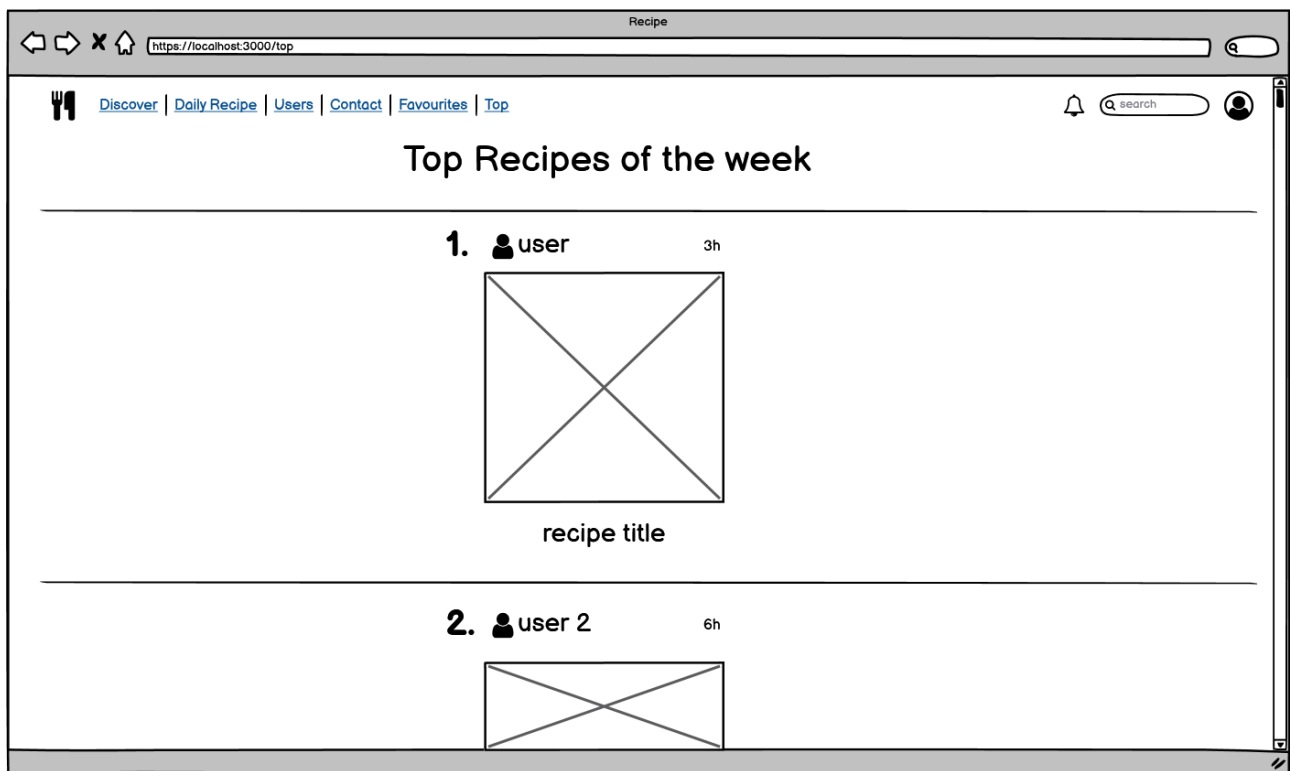 Recipe
https://localhost:3000/top
Discover | Daily Recipe | Users | Contact | Favourites | Top
search
Top Recipes of the week
1. user 3h
recipe title
2. user 2 6h